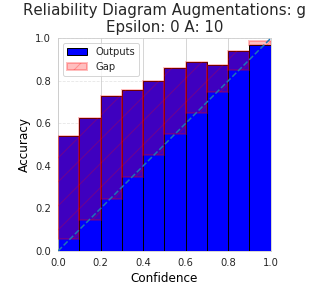 Reliability Diagram Augmentations: g
Epsilon: 0 A: 10
1.0
0.8
0.6
0.4
0.2
0.0
Accuracy
Outputs
Gap
0.0 0.2 0.4 0.6 0.8 1.0
Confidence